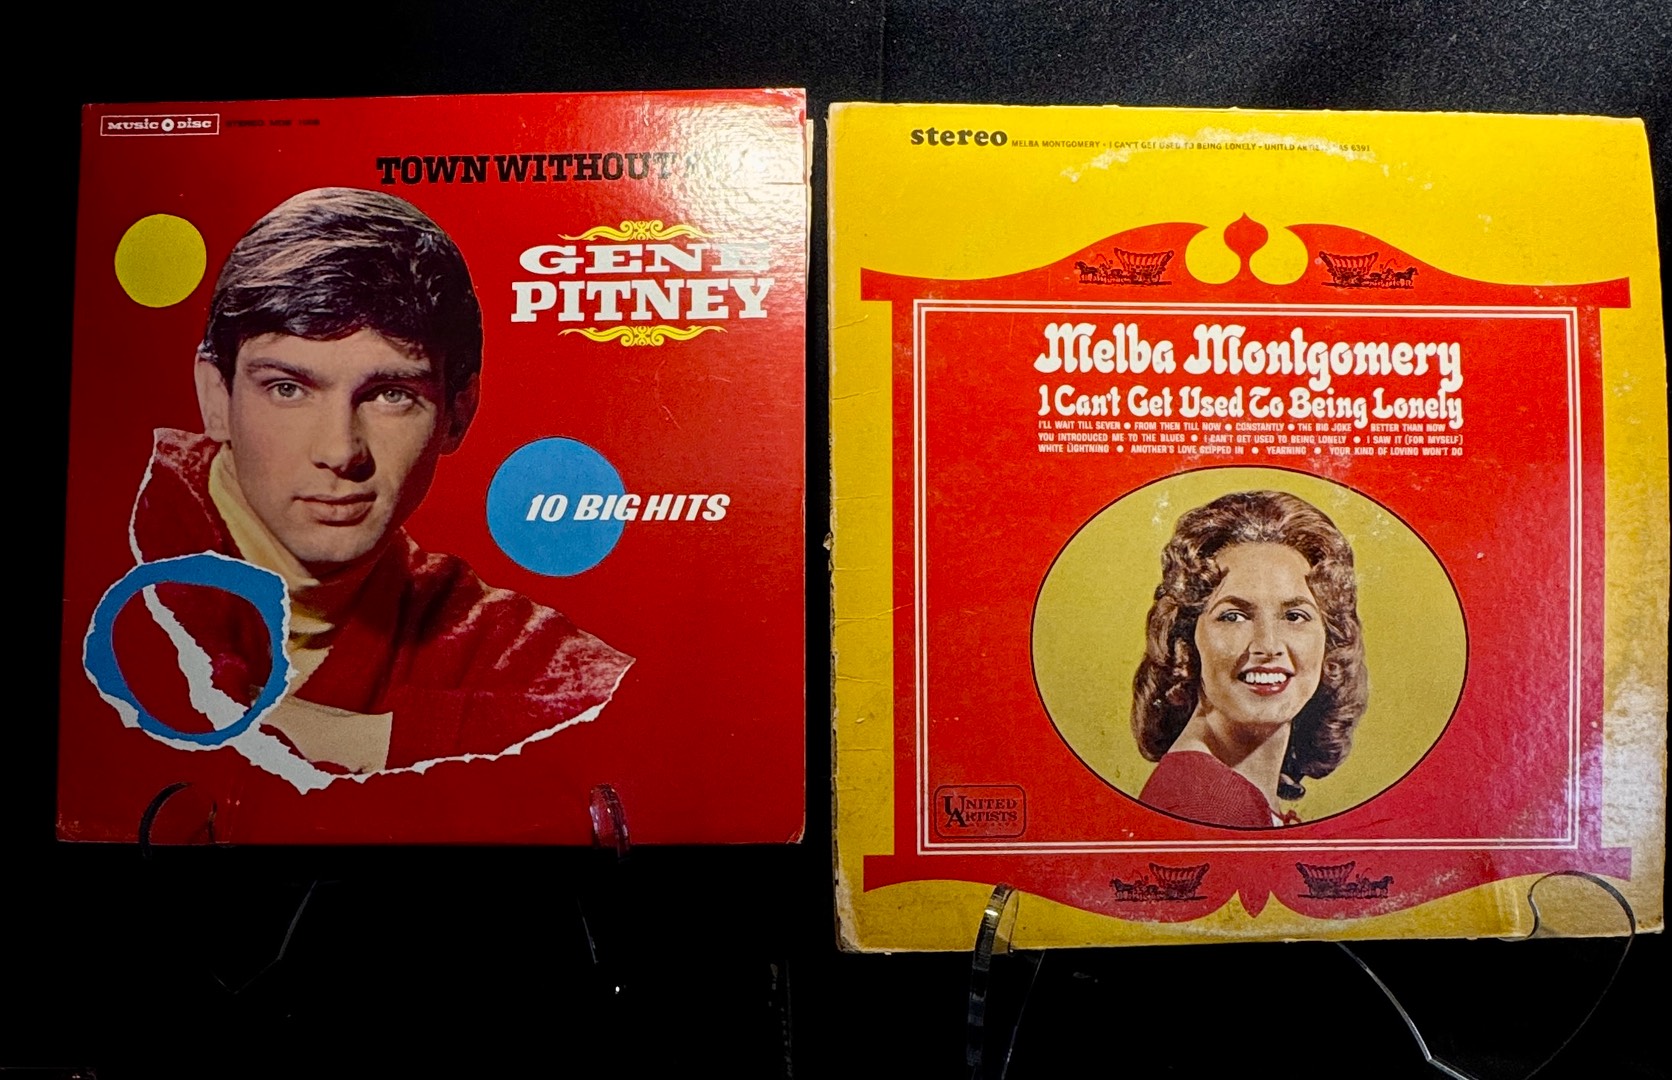 MUSIC DISC
STEREO
TOWN WITHOUT
GENE
PITNEY
10 BIG HITS
stereo MELBA MONTGOMERY • I CAN'T GET USED TO BEING LONELY • UNITED 6391
Melba Montgomery
I Can't Get Used To Being Lonely
I'LL WAIT TILL SEVEN • FROM THEN TILL NOW • CONSTANTLY • THE BIG JOKE BETTER THAN NOW
YOU INTRODUCED ME TO THE BLUES • I CAN'T GET USED TO BEING LONELY • I SAW IT (FOR MYSELF)
WHITE LIGHTNING • ANOTHER'S LOVE SLIPPED IN • YEARNING • YOUR KIND OF LOVING WON'T DO
UNITED
ARTISTS